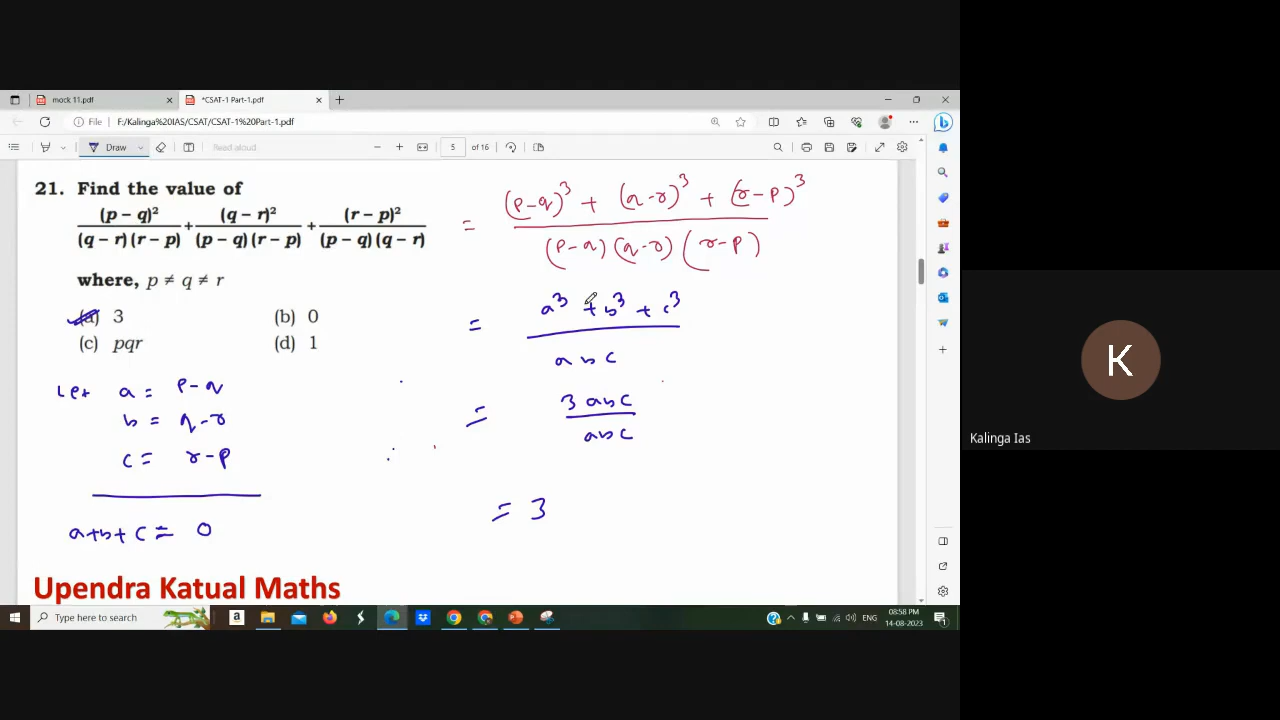 mock 11.pdf
*CSAT-1 Part-1.pdf
File
F:/Kalinga%20IAS/CSAT/CSAT-1%20Part-1.pdf
Draw
Read aloud
5 of 16
21. Find the value of
(p – q)² / (q – r)(r – p) + (q – r)² / (p – q)(r – p) + (r – p)² / (p – q)(q – r)
where, p ≠ q ≠ r
(a) 3 (b) 0
(c) pqr (d) 1
= (p-q)³ + (q-r)³ + (r-p)³ / (p-q)(q-r)(r-p)
= a³ + b³ + c³ / abc
= 3abc / abc
= 3
Let a = p-q
b = q-r
c = r-p
a+b+c = 0
Upendra Katual Maths
Type here to search
ENG
08:58 PM
14-08-2023
1
K
Kalinga Ias